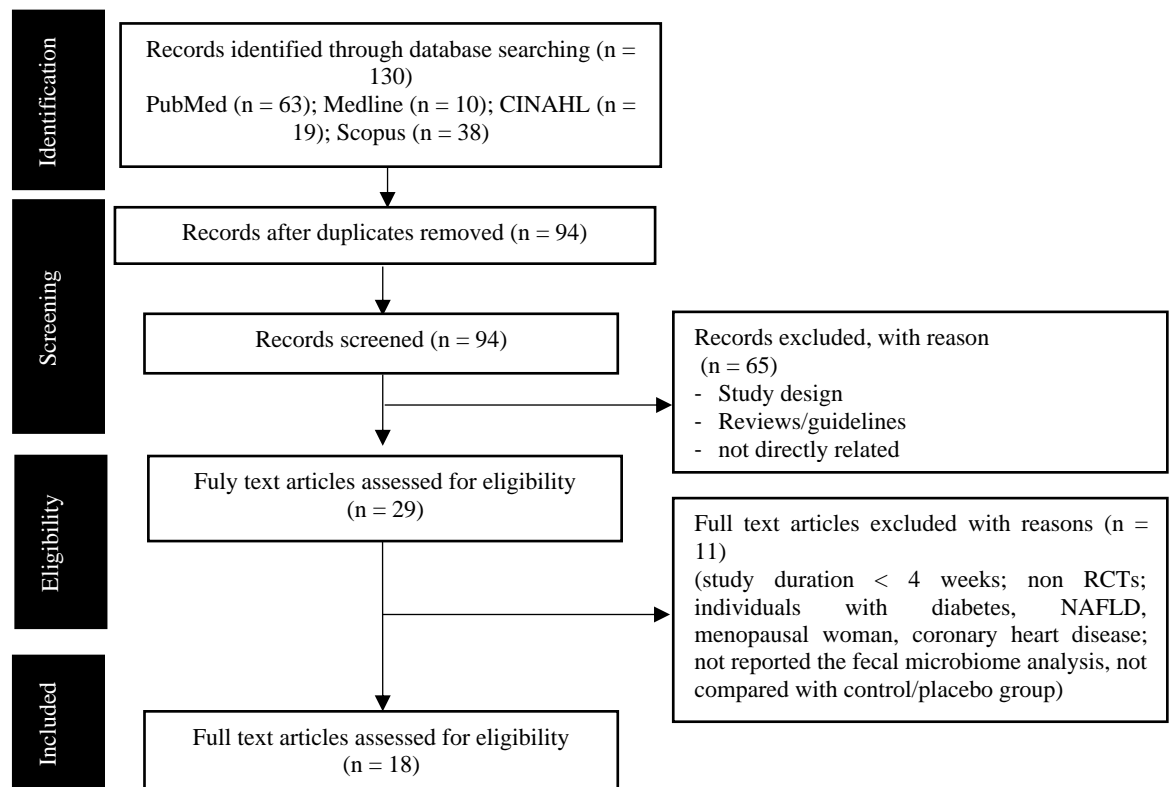 Identification
Records identified through database searching (n =
130)
PubMed (n = 63); Medline (n = 10); CINAHL (n =
19); Scopus (n = 38)
Screening
Records after duplicates removed (n = 94)
Records screened (n = 94)
Records excluded, with reason
(n = 65)
- Study design
- Reviews/guidelines
- not directly related
Eligibility
Fuly text articles assessed for eligibility
(n = 29)
Full text articles excluded with reasons (n =
11)
(study duration < 4 weeks; non RCTs;
individuals with diabetes, NAFLD,
menopausal woman, coronary heart disease;
not reported the fecal microbiome analysis, not
compared with control/placebo group)
Included
Full text articles assessed for eligibility
(n = 18)